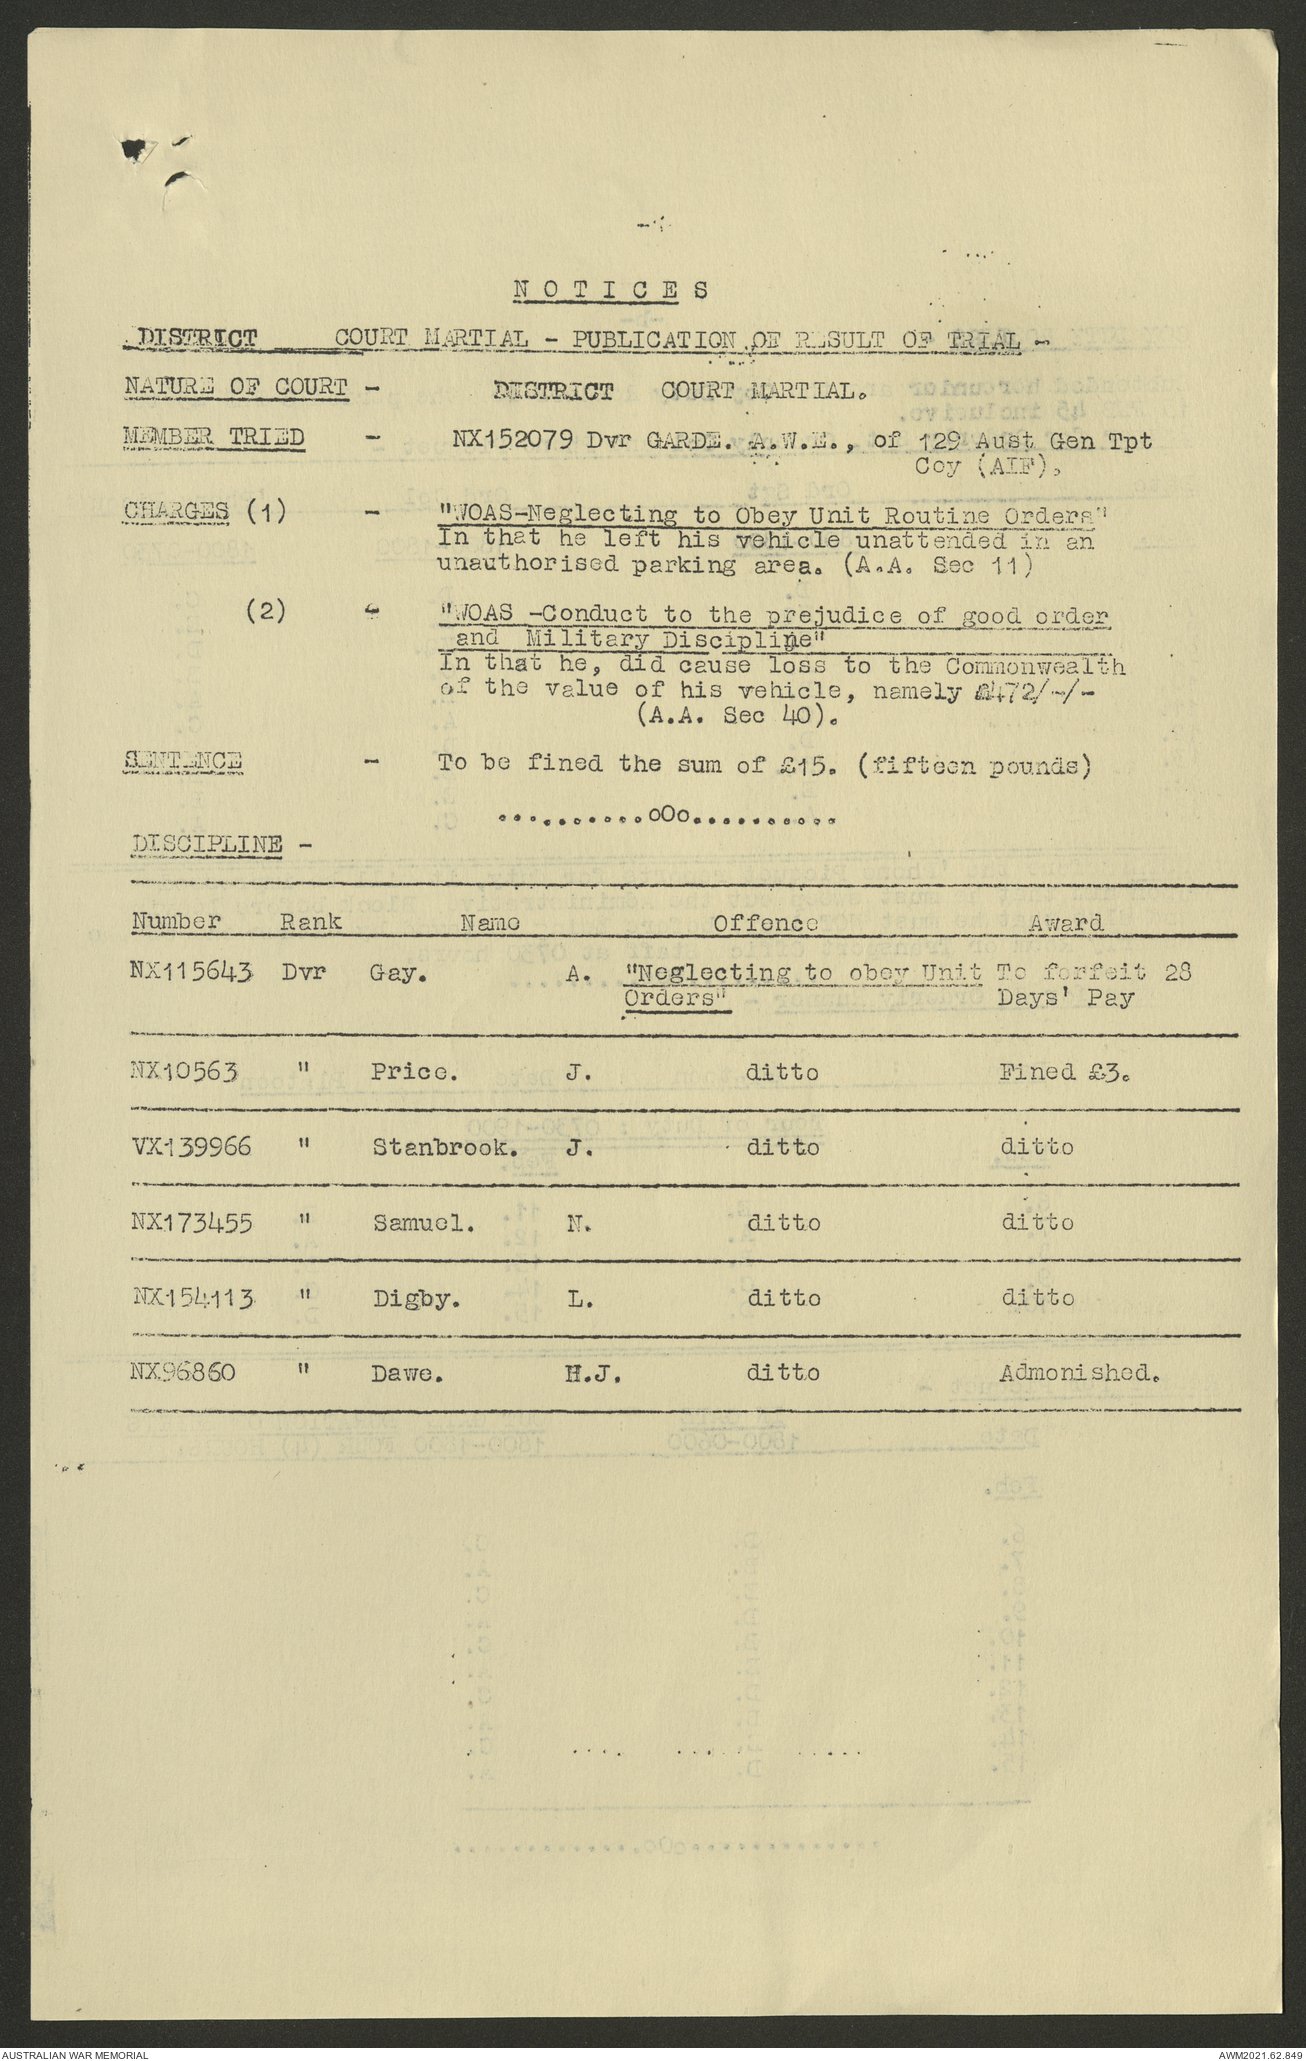 N O T I C E S
DISTRICT COURT MARTIAL - PUBLICATION OF RESULT OF TRIAL -
NATURE OF COURT - DISTRICT COURT MARTIAL.
MEMBER TRIED - NX152079 Dvr GARDE. A.W.E., of 129 Aust Gen Tpt
Coy (AIF).
CHARGES (1) - "WOAS-Neglecting to Obey Unit Routine Orders"
In that he left his vehicle unattended in an
unauthorised parking area. (A.A. Sec 11)
(2) - "WOAS -Conduct to the prejudice of good order
and Military Discipline"
In that he, did cause loss to the Commonwealth
of the value of his vehicle, namely £472/-/-
(A.A. Sec 40).
SENTENCE - To be fined the sum of £15. (fifteen pounds)
..........oOo..........
DISCIPLINE -
Number Rank Name Offence Award
NX115643 Dvr Gay. A. "Neglecting to obey Unit To forfeit 28
Orders" Days' Pay
NX10563 " Price. J. ditto Fined £3.
VX139966 " Stanbrook. J. ditto ditto
NX173455 " Samuel. N. ditto ditto
NX154113 " Digby. L. ditto ditto
NX96860 " Dawe. H.J. ditto Admonished.
AUSTRALIAN WAR MEMORIAL AWM2021.62.849